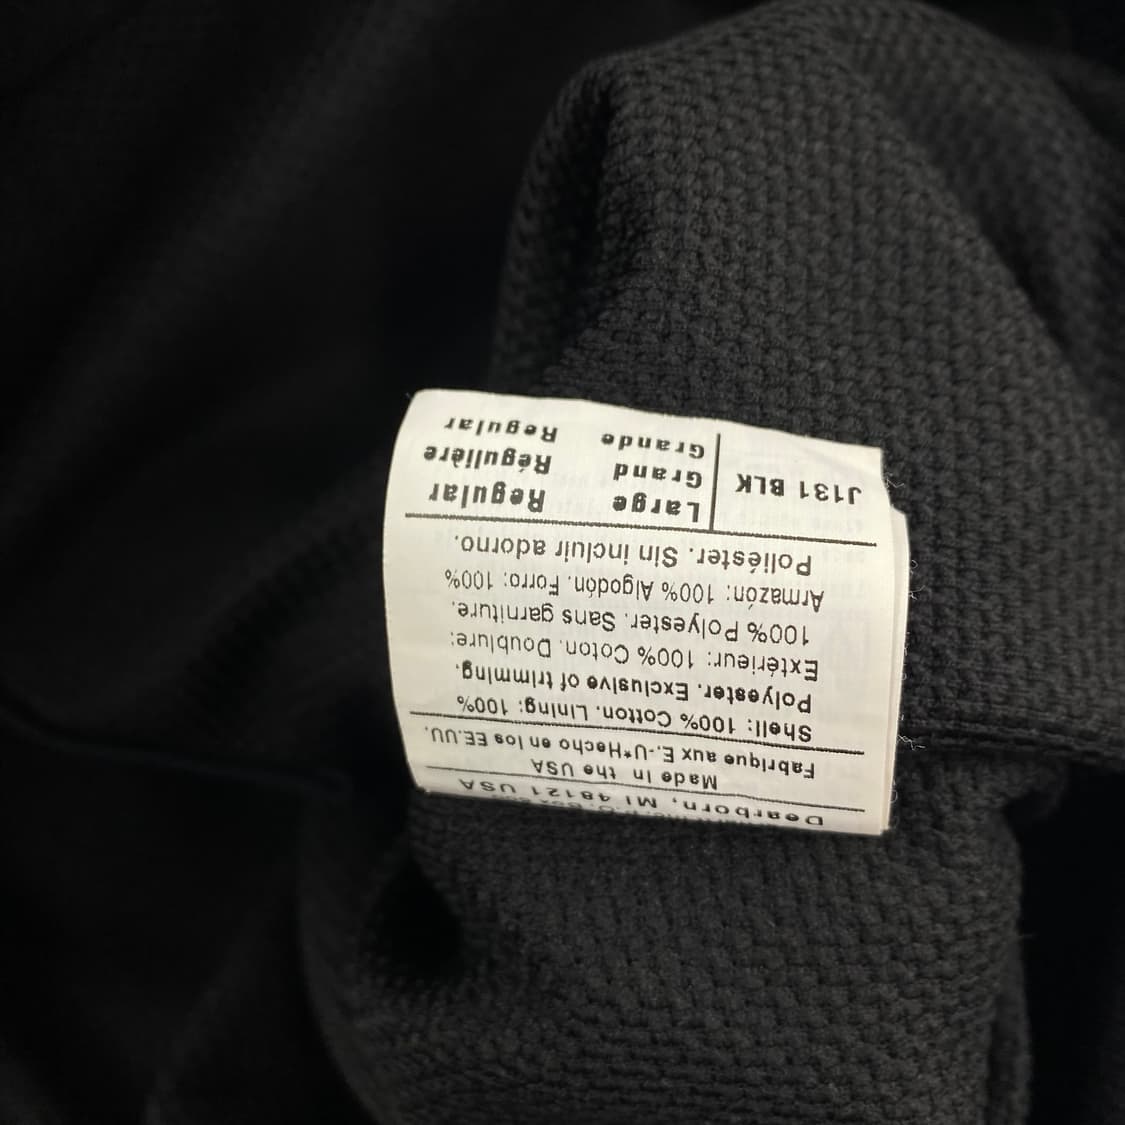 Dearborn, MI 48121 USA
Made in the USA
Fabrique aux E.-U*Hecho en los EE.UU.
Shell: 100% Cotton. Lining: 100%
Polyester. Exclusive of trimming.
Extérieur: 100% Coton. Doublure:
100% Polyester. Sans garniture.
Armazón: 100% Algodón. Forro: 100%
Poliéster. Sin incluir adorno.
J131 BLK
Large Regular
Grand Régulière
Grande Regular